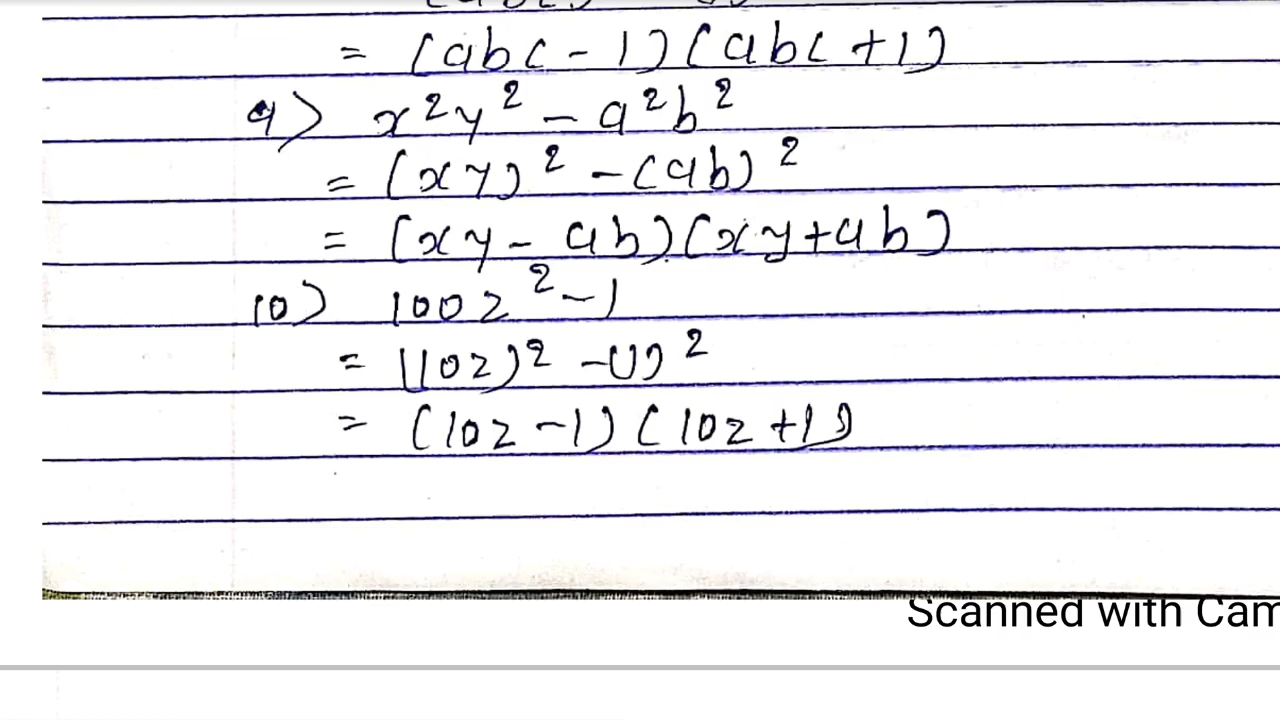 = (abc - 1) (abc + 1)
9) x²y² - a²b²
= (xy)² - (ab)²
= (xy - ab) (xy + ab)
10) 100z² - 1
= (10z)² - (1)²
= (10z - 1) (10z + 1)
Scanned with Cam